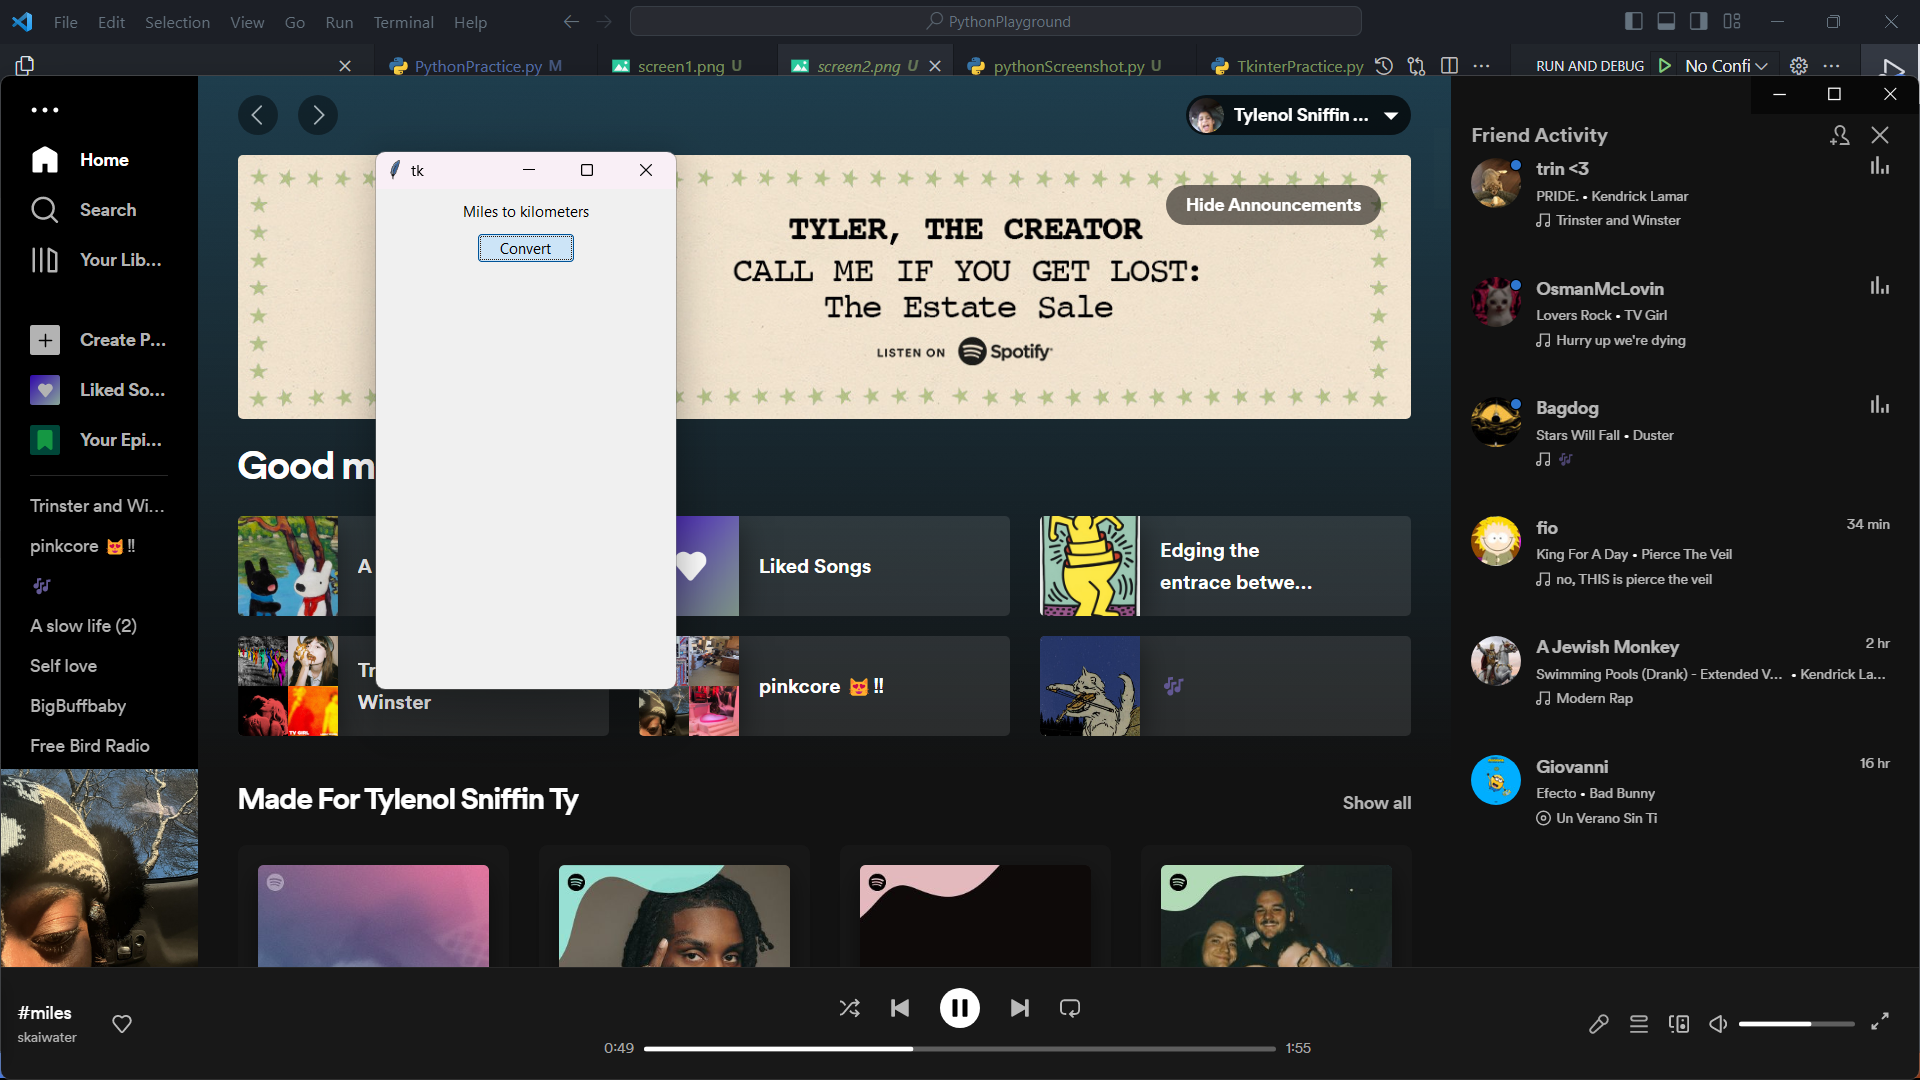 File Edit Selection View Go Run Terminal Help
PythonPlayground
PythonPractice.py M
screen1.png U
screen2.png U
pythonScreenshot.py U
TkinterPractice.py
RUN AND DEBUG
No Confi
Home
Search
Your Lib...
Create P...
Liked So...
Your Epi...
Trinster and Wi...
pinkcore 😻 ‼
🎶
A slow life (2)
Self love
BigBuffbaby
Free Bird Radio
Tylenol Sniffin ...
tk
Miles to kilometers
Convert
Hide Announcements
TYLER, THE CREATOR
CALL ME IF YOU GET LOST:
The Estate Sale
LISTEN ON Spotify
Good m
A
Liked Songs
Edging the
entrace betwe...
Tr
Winster
TV GIRL
pinkcore 😻 ‼
🎶
Made For Tylenol Sniffin Ty
Show all
Friend Activity
trin <3
PRIDE. • Kendrick Lamar
Trinster and Winster
OsmanMcLovin
Lovers Rock • TV Girl
Hurry up we're dying
Bagdog
Stars Will Fall • Duster
🎶
fio
34 min
King For A Day • Pierce The Veil
no, THIS is pierce the veil
A Jewish Monkey
2 hr
Swimming Pools (Drank) - Extended V... • Kendrick La...
Modern Rap
Giovanni
16 hr
Efecto • Bad Bunny
Un Verano Sin Ti
#miles
skaiwater
0:49
1:55